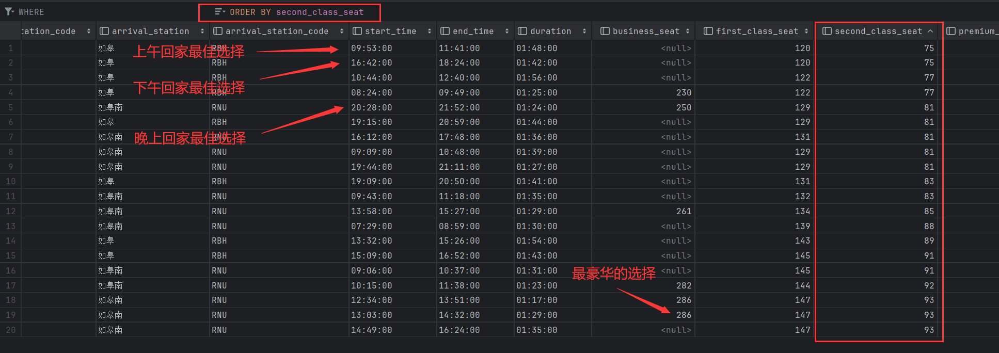 WHERE ORDER BY second_class_seat
tation_code arrival_station arrival_station_code start_time end_time duration business_seat first_class_seat second_class_seat premium_
1 如皋 RBH 09:53:00 11:41:00 01:48:00 <null> 120 75
上午回家最佳选择
2 如皋 RBH 16:42:00 18:24:00 01:42:00 <null> 120 75
3 如皋 RBH 10:44:00 12:40:00 01:56:00 <null> 122 77
下午回家最佳选择
4 如皋 RBH 08:24:00 09:49:00 01:25:00 230 122 77
5 如皋南 RNU 20:28:00 21:52:00 01:24:00 250 129 81
6 如皋 RBH 19:15:00 20:59:00 01:44:00 <null> 129 81
7 如皋南 RNU 16:12:00 17:48:00 01:36:00 <null> 131 81
晚上回家最佳选择
8 如皋南 RNU 09:09:00 10:48:00 01:39:00 <null> 129 81
9 如皋南 RNU 19:44:00 21:11:00 01:27:00 <null> 129 81
10 如皋 RBH 19:09:00 20:50:00 01:41:00 <null> 131 83
11 如皋南 RNU 09:43:00 11:18:00 01:35:00 <null> 132 83
12 如皋南 RNU 13:58:00 15:27:00 01:29:00 261 134 85
13 如皋南 RNU 07:29:00 08:59:00 01:30:00 <null> 139 88
14 如皋 RBH 13:32:00 15:26:00 01:54:00 <null> 143 89
15 如皋 RBH 15:09:00 16:52:00 01:43:00 <null> 145 91
16 如皋南 RNU 09:06:00 10:37:00 01:31:00 <null> 145 91
最豪华的选择
17 如皋南 RNU 10:15:00 11:38:00 01:23:00 282 144 92
18 如皋南 RNU 12:34:00 13:51:00 01:17:00 286 147 93
19 如皋南 RNU 13:03:00 14:32:00 01:29:00 286 147 93
20 如皋南 RNU 14:49:00 16:24:00 01:35:00 <null> 147 93